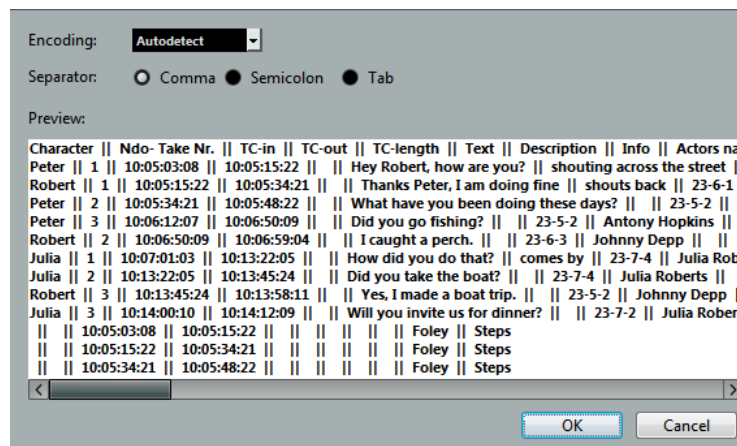 Encoding: Autodetect
Separator: Comma Semicolon Tab
Preview:
Character || Ndo- Take Nr. || TC-in || TC-out || TC-length || Text || Description || Info || Actors na
Peter || 1 || 10:05:03:08 || 10:05:15:22 || || Hey Robert, how are you? || shouting across the street |
Robert || 1 || 10:05:15:22 || 10:05:34:21 || || Thanks Peter, I am doing fine || shouts back || 23-6-1
Peter || 2 || 10:05:34:21 || 10:05:48:22 || || What have you been doing these days? || || 23-5-2 ||
Peter || 3 || 10:06:12:07 || 10:06:50:09 || || Did you go fishing? || || 23-5-2 || Antony Hopkins ||
Robert || 2 || 10:06:50:09 || 10:06:59:04 || || I caught a perch. || || 23-6-3 || Johnny Depp || ||
Julia || 1 || 10:07:01:03 || 10:13:22:05 || || How did you do that? || comes by || 23-7-4 || Julia Rob
Julia || 2 || 10:13:22:05 || 10:13:45:24 || || Did you take the boat? || || 23-7-4 || Julia Roberts ||
Robert || 3 || 10:13:45:24 || 10:13:58:11 || || Yes, I made a boat trip. || || 23-5-2 || Johnny Depp |
Julia || 3 || 10:14:00:10 || 10:14:12:09 || || Will you invite us for dinner? || || 23-7-2 || Julia Rober
|| || 10:05:03:08 || 10:05:15:22 || || || || || || Foley || Steps
|| || 10:05:15:22 || 10:05:34:21 || || || || || || Foley || Steps
|| || 10:05:34:21 || 10:05:48:22 || || || || || || Foley || Steps
OK Cancel